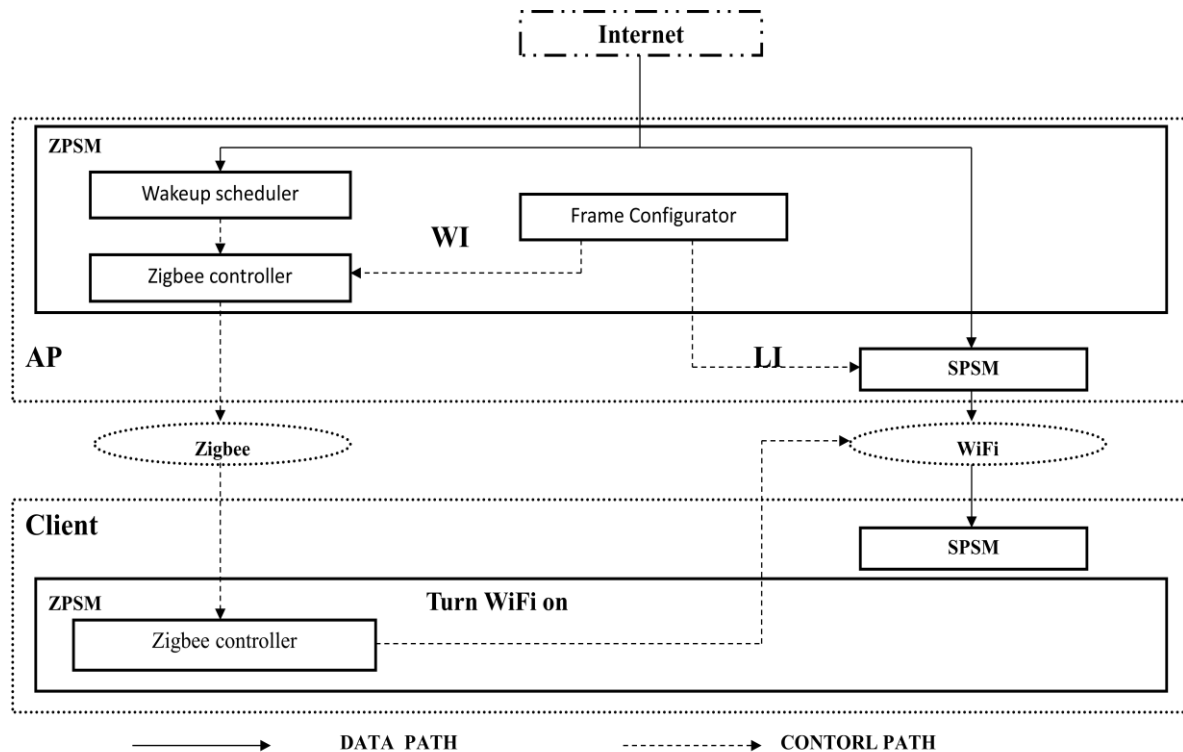 Internet
ZPSM
Wakeup scheduler
Frame Configurator
WI
Zigbee controller
AP
LI
SPSM
Zigbee
WiFi
Client
SPSM
ZPSM
Turn WiFi on
Zigbee controller
DATA PATH
CONTORL PATH